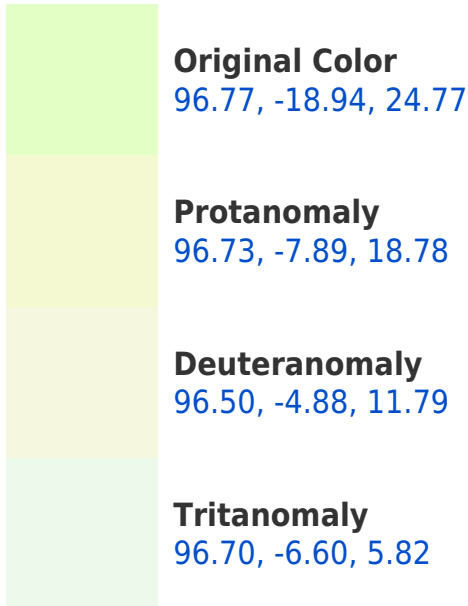 Original Color
96.77, -18.94, 24.77
Protanomaly
96.73, -7.89, 18.78
Deuteranomaly
96.50, -4.88, 11.79
Tritanomaly
96.70, -6.60, 5.82